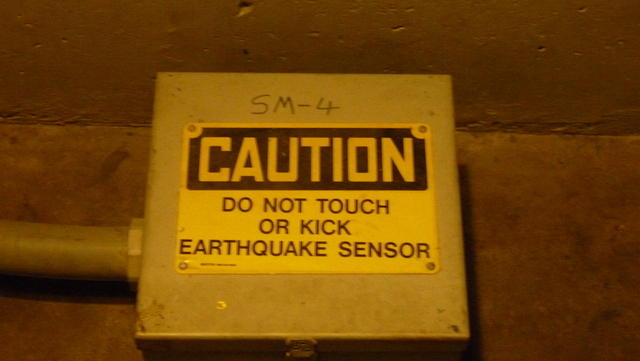 SM-4
CAUTION
DO NOT TOUCH
OR KICK
EARTHQUAKE SENSOR